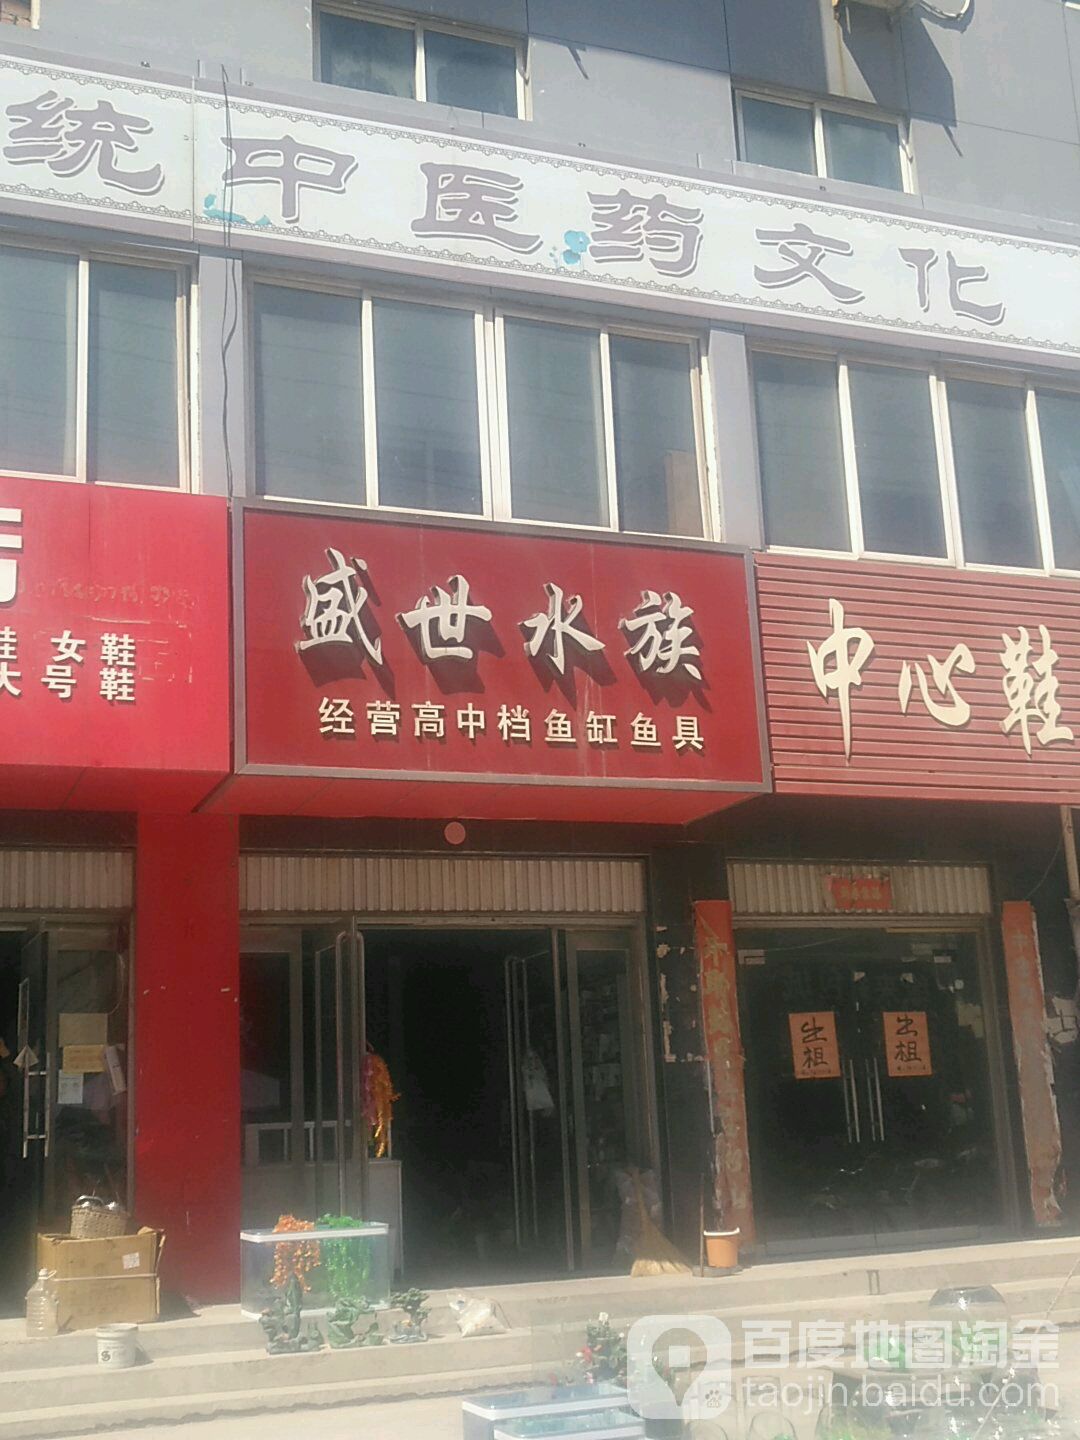 统中医药文化
盛世水族
经营高中档鱼缸鱼具
女鞋
大号鞋
中心鞋
出租
出租
百度地图淘金
taojin.baidu.com